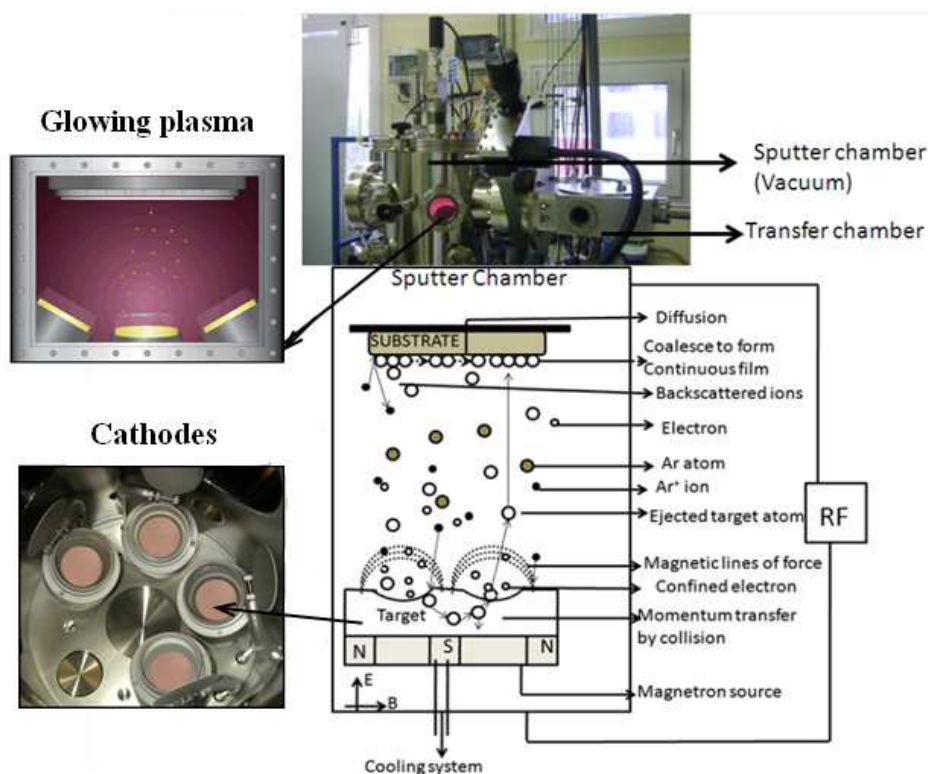 Glowing plasma
Sputter chamber
(Vacuum)
Transfer chamber
Sputter Chamber
SUBSTRATE
Diffusion
Coalesce to form
Continuous film
Backscattered ions
Electron
Cathodes
Ar atom
Ar⁺ ion
Ejected target atom
RF
Magnetic lines of force
Confined electron
Target
Momentum transfer
by collision
N
S
N
E
B
Magnetron source
Cooling system